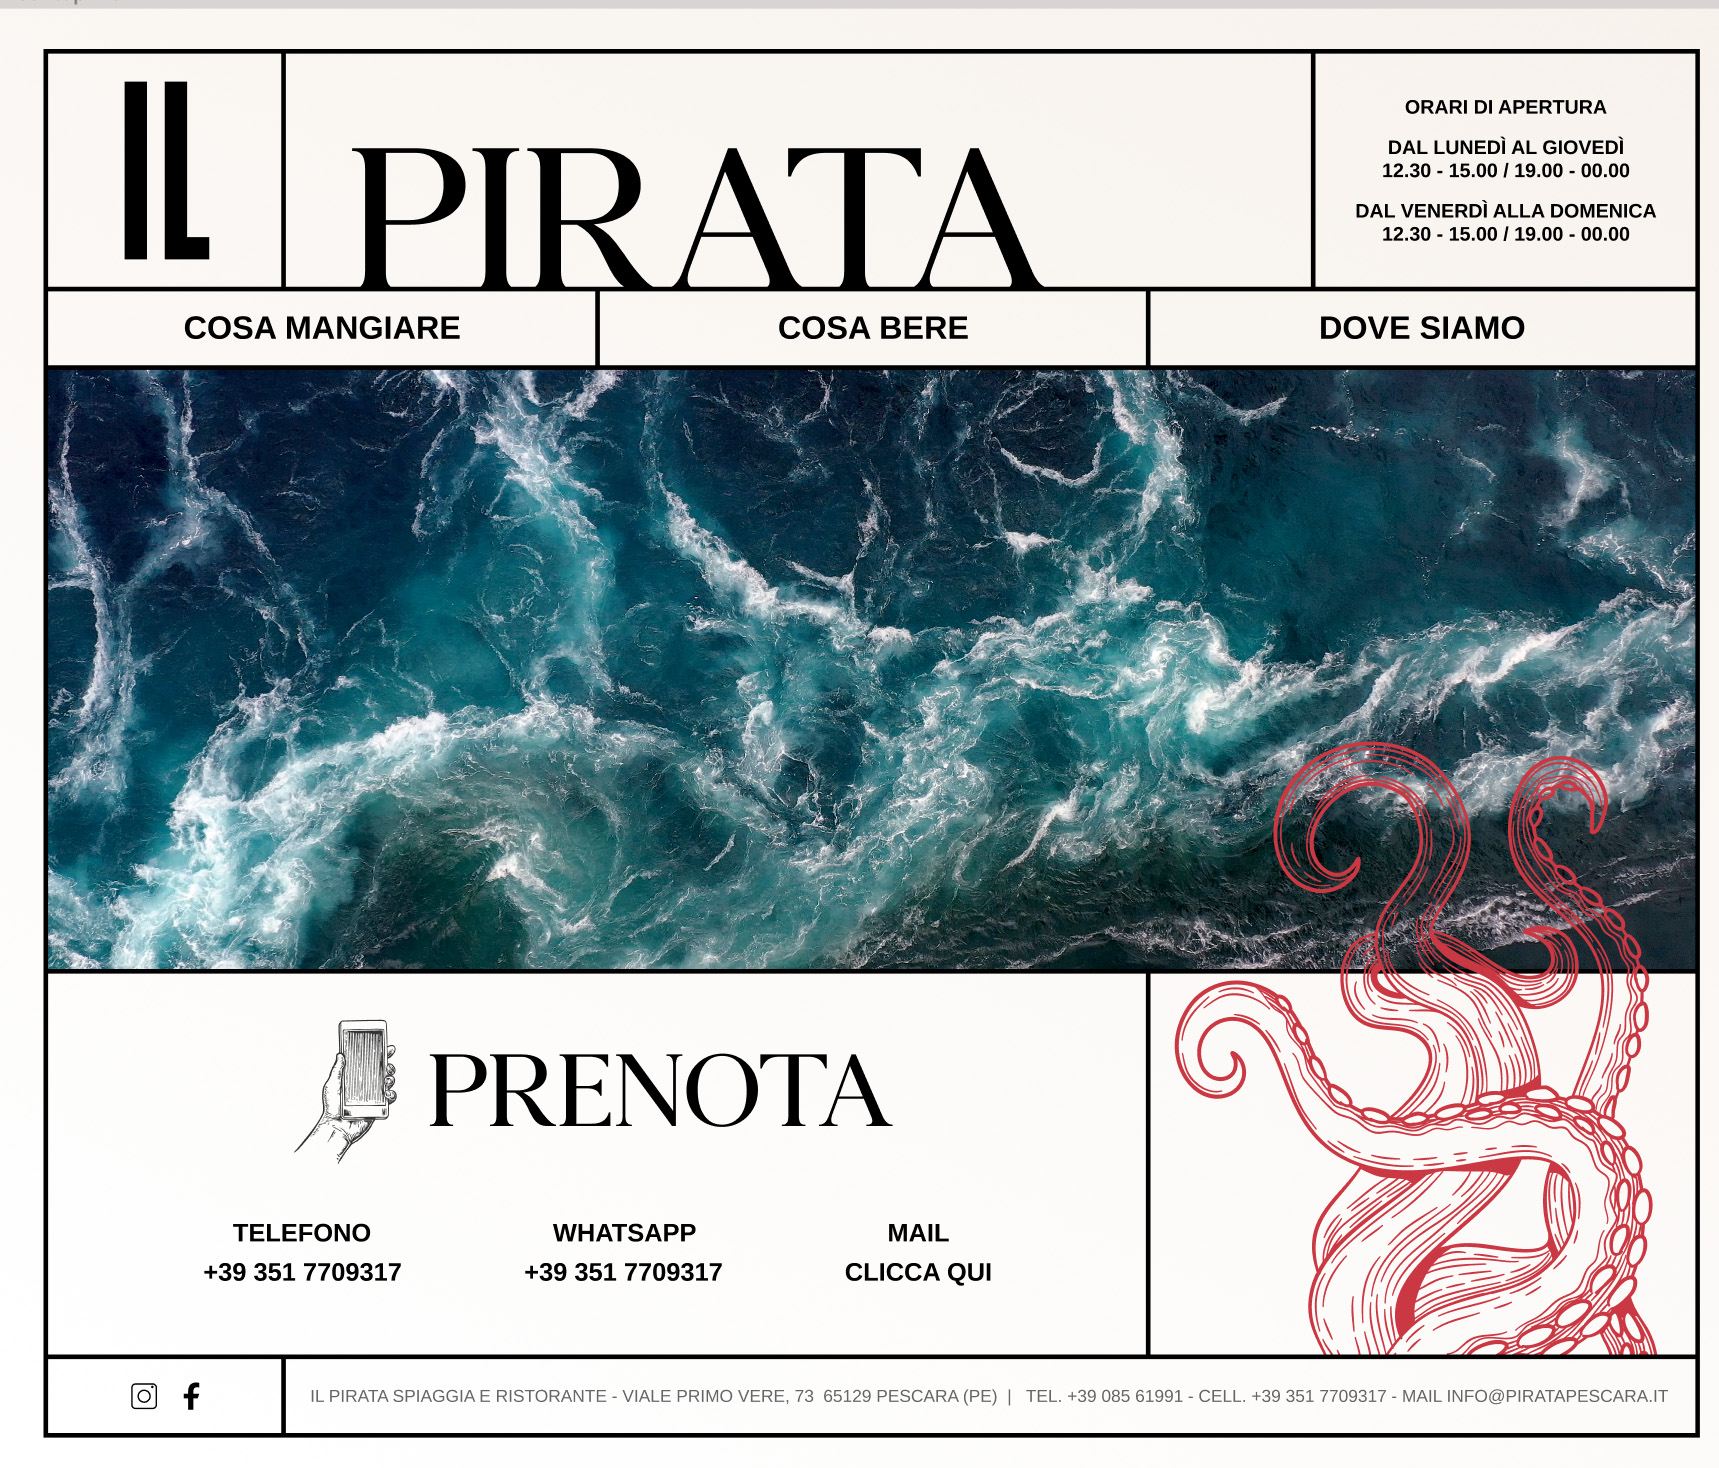 IL
PIRATA
ORARI DI APERTURA
DAL LUNEDÌ AL GIOVEDÌ
12.30 - 15.00 / 19.00 - 00.00
DAL VENERDÌ ALLA DOMENICA
12.30 - 15.00 / 19.00 - 00.00
COSA MANGIARE
COSA BERE
DOVE SIAMO
PRENOTA
TELEFONO
+39 351 7709317
WHATSAPP
+39 351 7709317
MAIL
CLICCA QUI
IL PIRATA SPIAGGIA E RISTORANTE - VIALE PRIMO VERE, 73  65129 PESCARA (PE)  |   TEL. +39 085 61991 - CELL. +39 351 7709317 - MAIL INFO@PIRATAPESCARA.IT